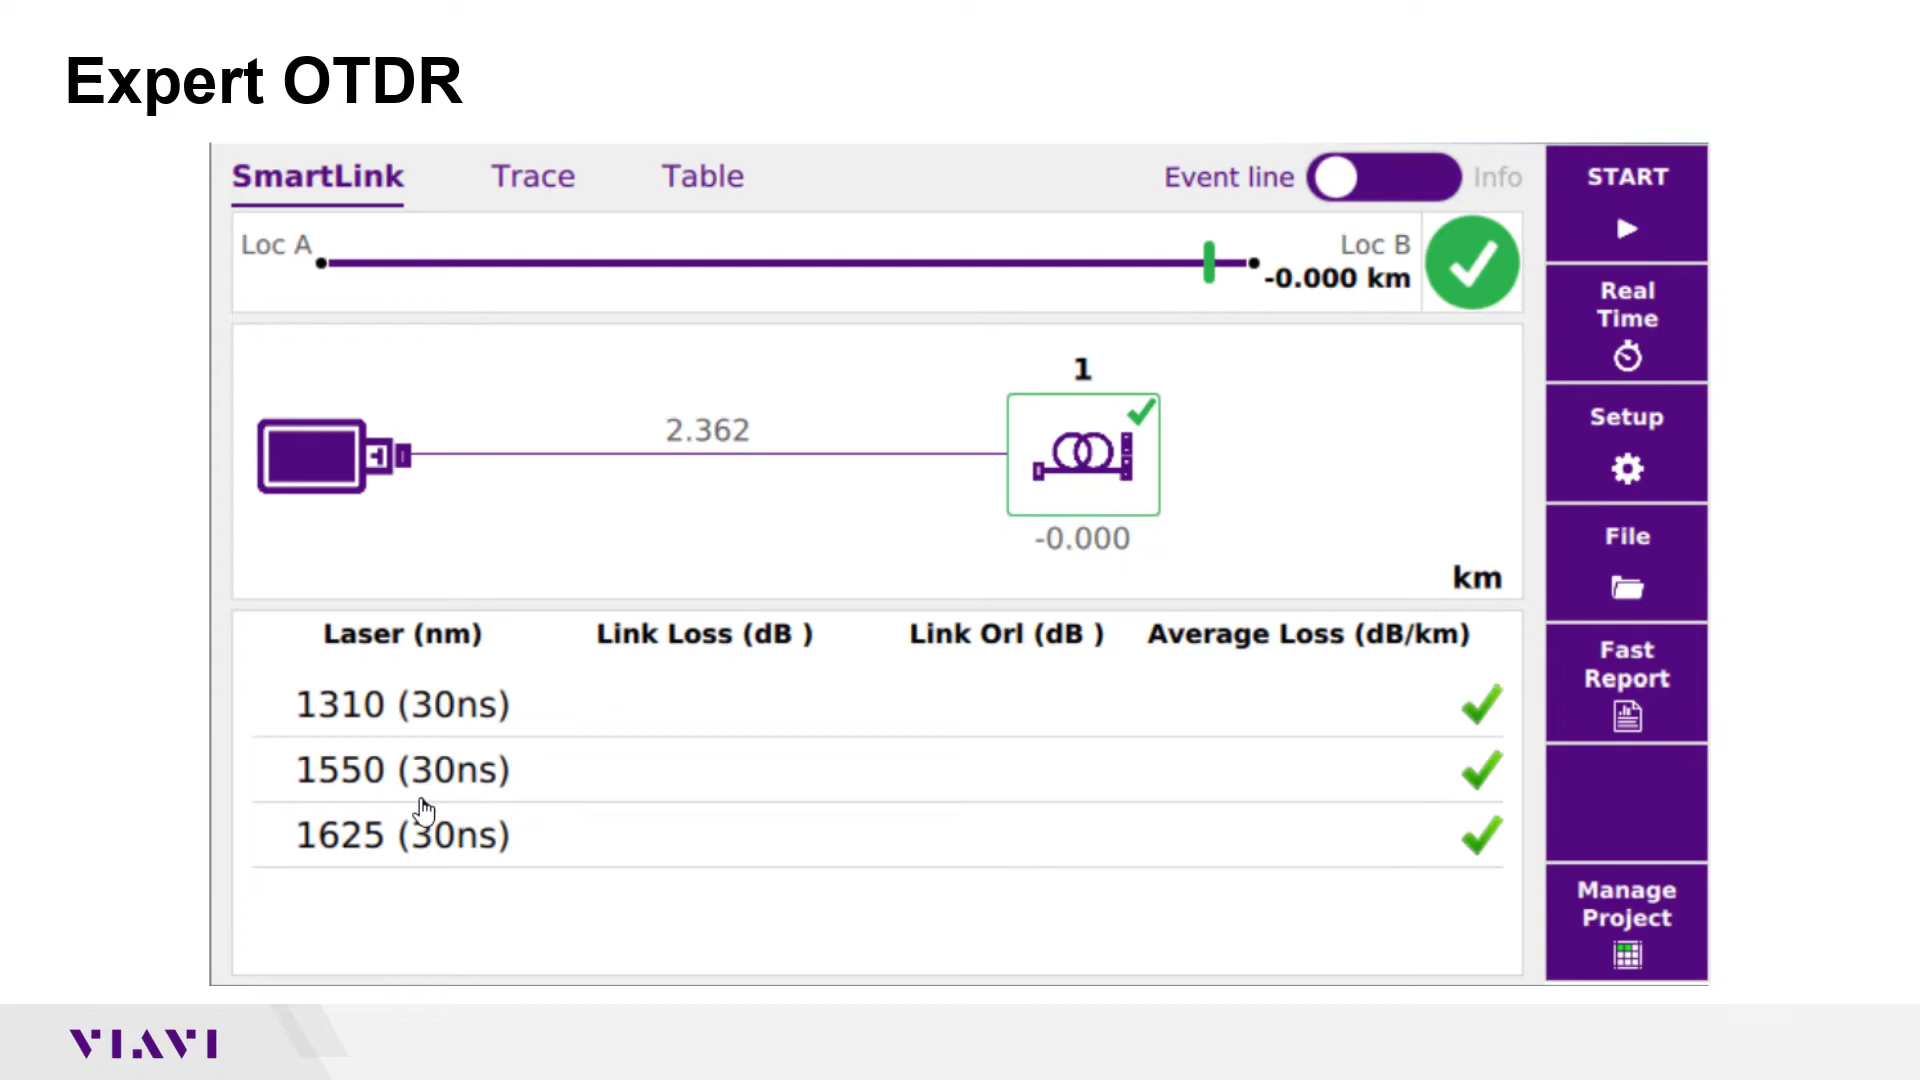 Expert OTDR
SmartLink Trace Table Event line Info
Loc A Loc B
-0.000 km
1
2.362
-0.000
km
Laser (nm) Link Loss (dB ) Link Orl (dB ) Average Loss (dB/km)
1310 (30ns)
1550 (30ns)
1625 (30ns)
START
Real
Time
Setup
File
Fast
Report
Manage
Project
VIAVI